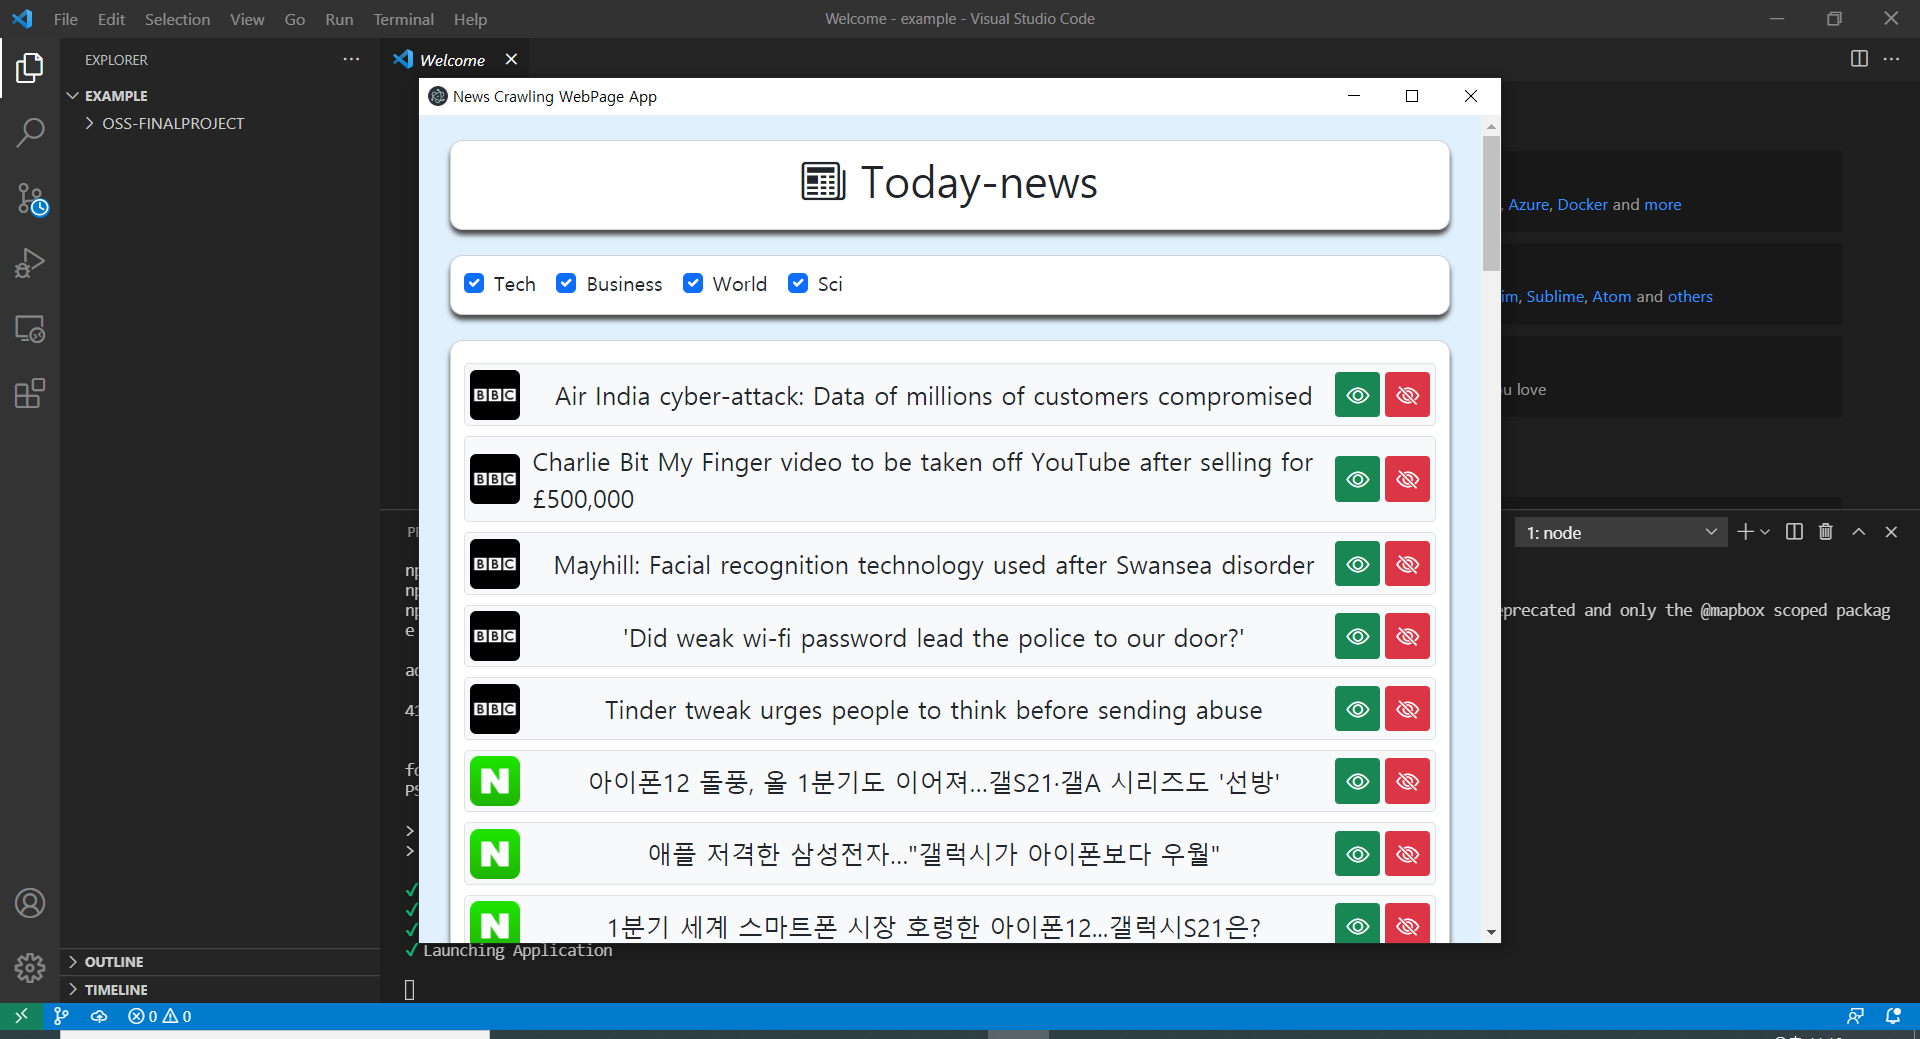 File Edit Selection View Go Run Terminal Help
Welcome - example - Visual Studio Code
EXPLORER
EXAMPLE
OSS-FINALPROJECT
Welcome
News Crawling WebPage App
Today-news
Tech Business World Sci
BBC Air India cyber-attack: Data of millions of customers compromised
BBC Charlie Bit My Finger video to be taken off YouTube after selling for
£500,000
BBC Mayhill: Facial recognition technology used after Swansea disorder
BBC 'Did weak wi-fi password lead the police to our door?'
BBC Tinder tweak urges people to think before sending abuse
N 아이폰12 돌풍, 올 1분기도 이어져...갤S21·갤A 시리즈도 '선방'
N 애플 저격한 삼성전자..."갤럭시가 아이폰보다 우월"
N 1분기 세계 스마트폰 시장 호령한 아이폰12...갤럭시S21은?
, Azure, Docker and more
, Sublime, Atom and others
love
1: node
and only the @mapbox scoped packag
e
>
>
Launching Application
OUTLINE
TIMELINE
0 0